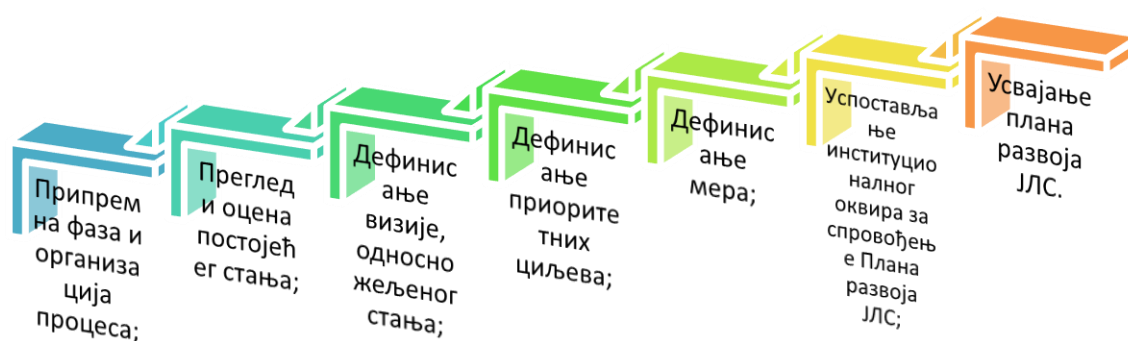 Припрем
на фаза и
организа
ција
процеса;
Преглед
и оцена
постојећ
ег стања;
Дефинис
ање
визије,
односно
жељеног
стања;
Дефинис
ање
приорите
тних
циљева;
Дефинис
ање
мера;
Успоставља
ње
институцио
налног
оквира за
спровођењ
е Плана
развоја
ЈЛС;
Усвајање
плана
развоја
ЈЛС.